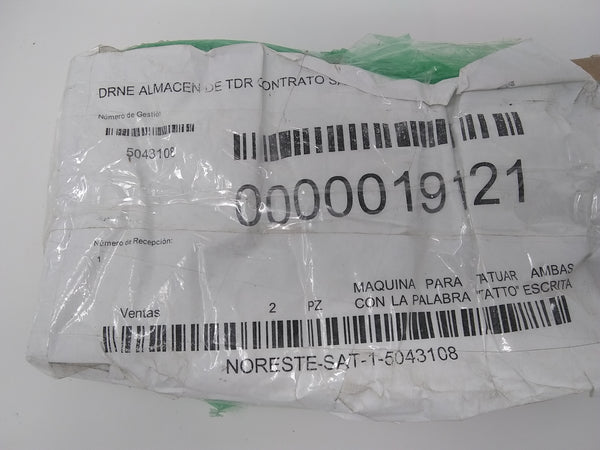 DRNE ALMACEN DE TDR CONTRATO
Número de Gestión
5043108
0000019121
Número de Recepción:
1
Ventas 2 PZ MAQUINA PARA TATUAR AMBAS
CON LA PALABRA "TATTO" ESCRITA
NORESTE-SAT-1-5043108